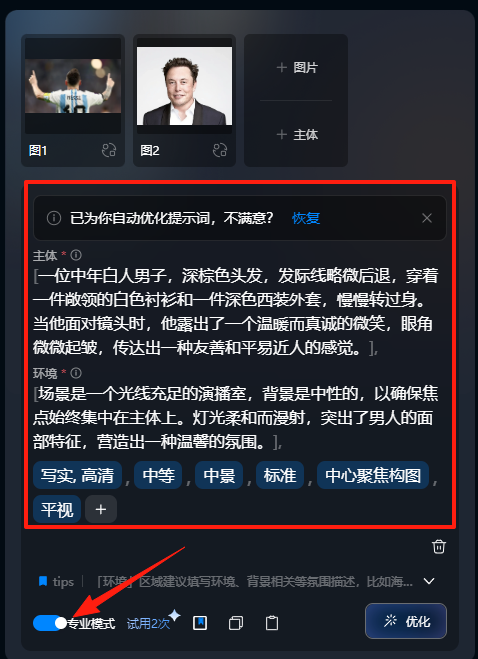 MESSI
10
图1
图2
+ 图片
+ 主体
已为你自动优化提示词，不满意？ 恢复
主体 *
[一位中年白人男子，深棕色头发，发际线略微后退，穿着
一件敞领的白色衬衫和一件深色西装外套，慢慢转过身。
当他面对镜头时，他露出了一个温暖而真诚的微笑，眼角
微微起皱，传达出一种友善和平易近人的感觉。],
环境 *
[场景是一个光线充足的演播室，背景是中性的，以确保焦
点始终集中在主体上。灯光柔和而漫射，突出了男人的面
部特征，营造出一种温馨的氛围。],
写实, 高清 , 中等 , 中景 , 标准 , 中心聚焦构图 ,
平视 +
tips | 「环境」区域建议填写环境、背景相关等氛围描述，比如海...
专业模式 试用2次 优化